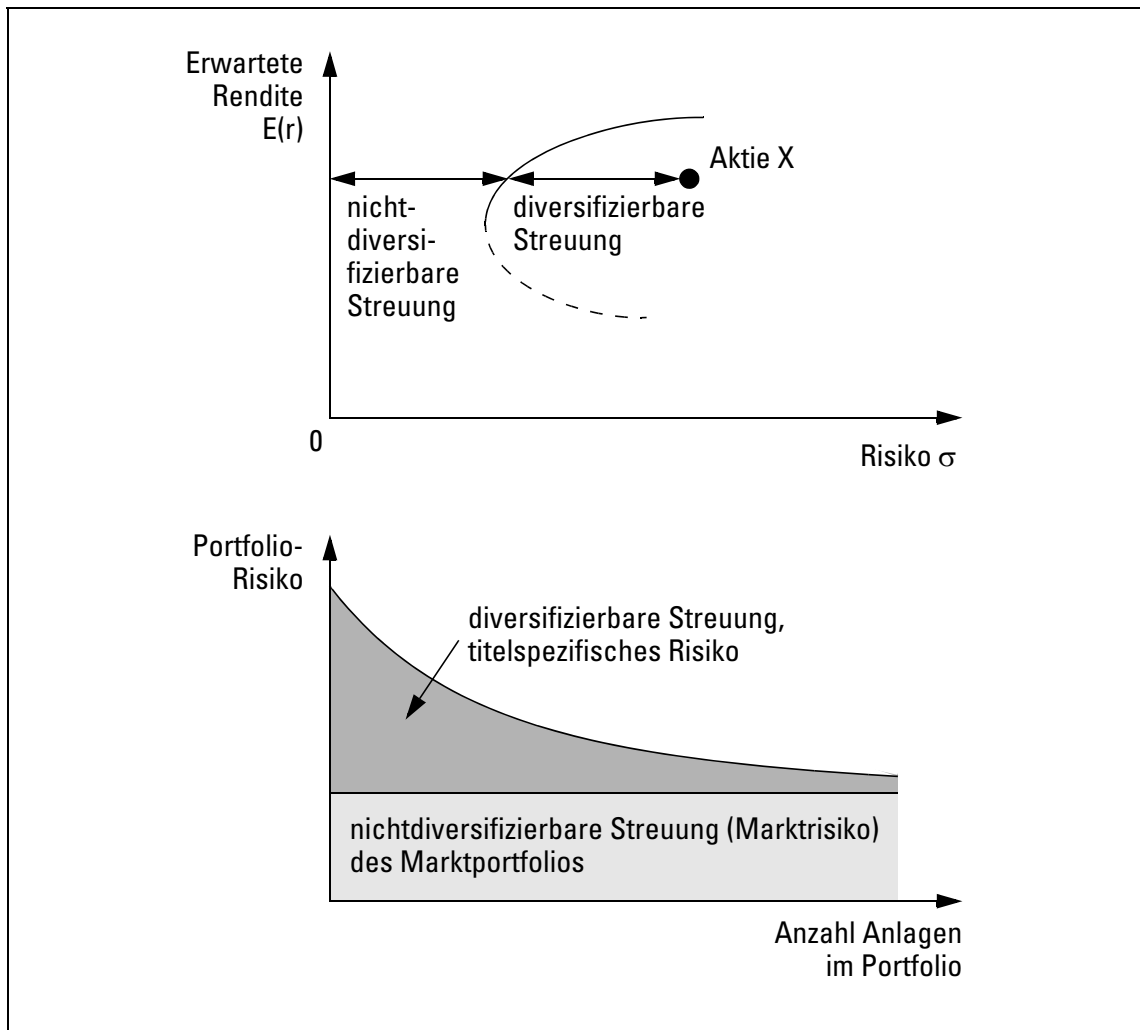 Erwartete
Rendite
E(r)
Aktie X
nicht-
diversi-
fizierbare
Streuung
diversifizierbare
Streuung
0
Risiko σ
Portfolio-
Risiko
diversifizierbare Streuung,
titelspezifisches Risiko
nichtdiversifizierbare Streuung (Marktrisiko)
des Marktportfolios
Anzahl Anlagen
im Portfolio